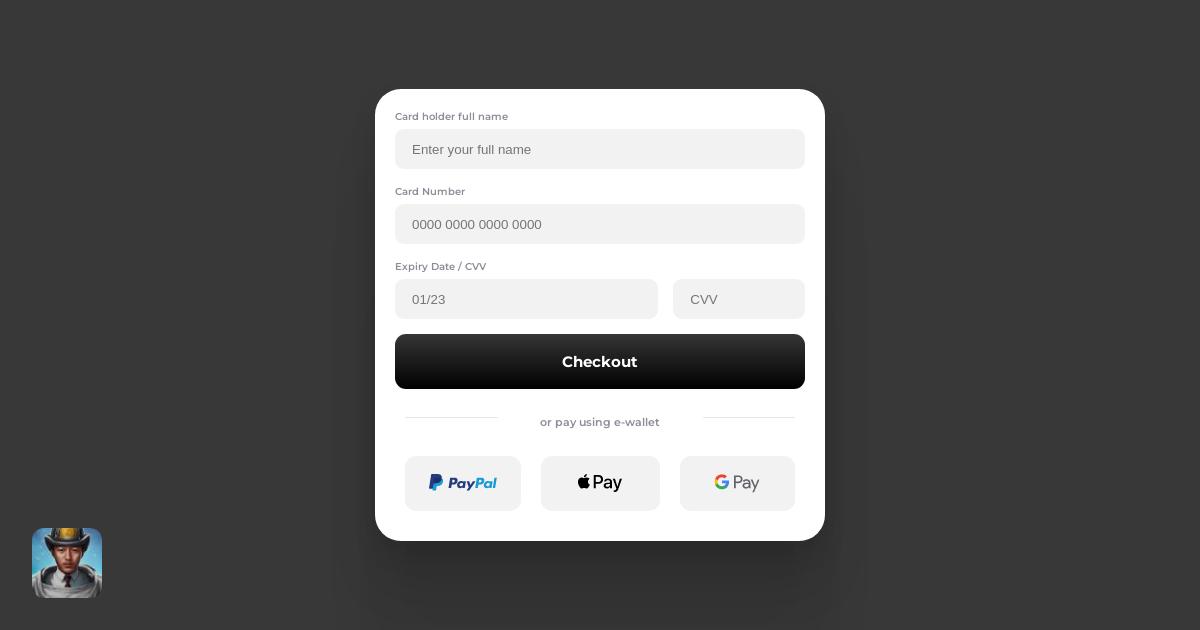 Card holder full name
Enter your full name
Card Number
0000 0000 0000 0000
Expiry Date / CVV
01/23 CVV
Checkout
or pay using e-wallet
PayPal Pay G Pay